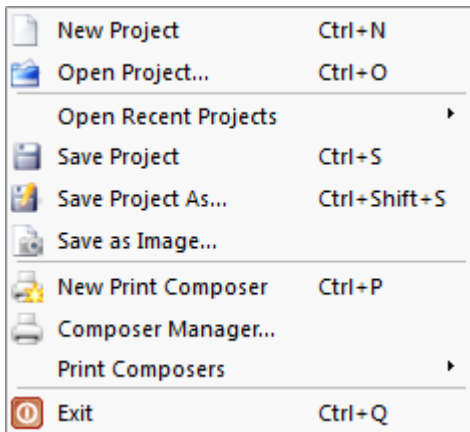 New Project Ctrl+N
Open Project... Ctrl+O
Open Recent Projects
Save Project Ctrl+S
Save Project As... Ctrl+Shift+S
Save as Image...
New Print Composer Ctrl+P
Composer Manager...
Print Composers
Exit Ctrl+Q